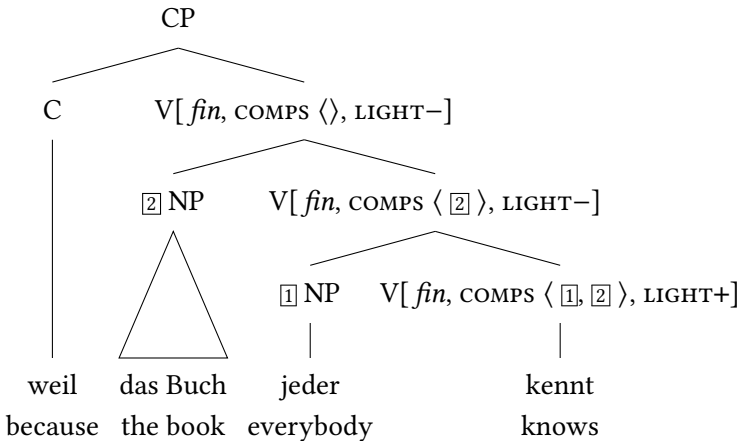 CP
C V[ fin, COMPS ⟨⟩, LIGHT−]
2 NP V[ fin, COMPS ⟨ 2 ⟩, LIGHT−]
1 NP V[ fin, COMPS ⟨ 1, 2 ⟩, LIGHT+]
weil das Buch jeder kennt
because the book everybody knows